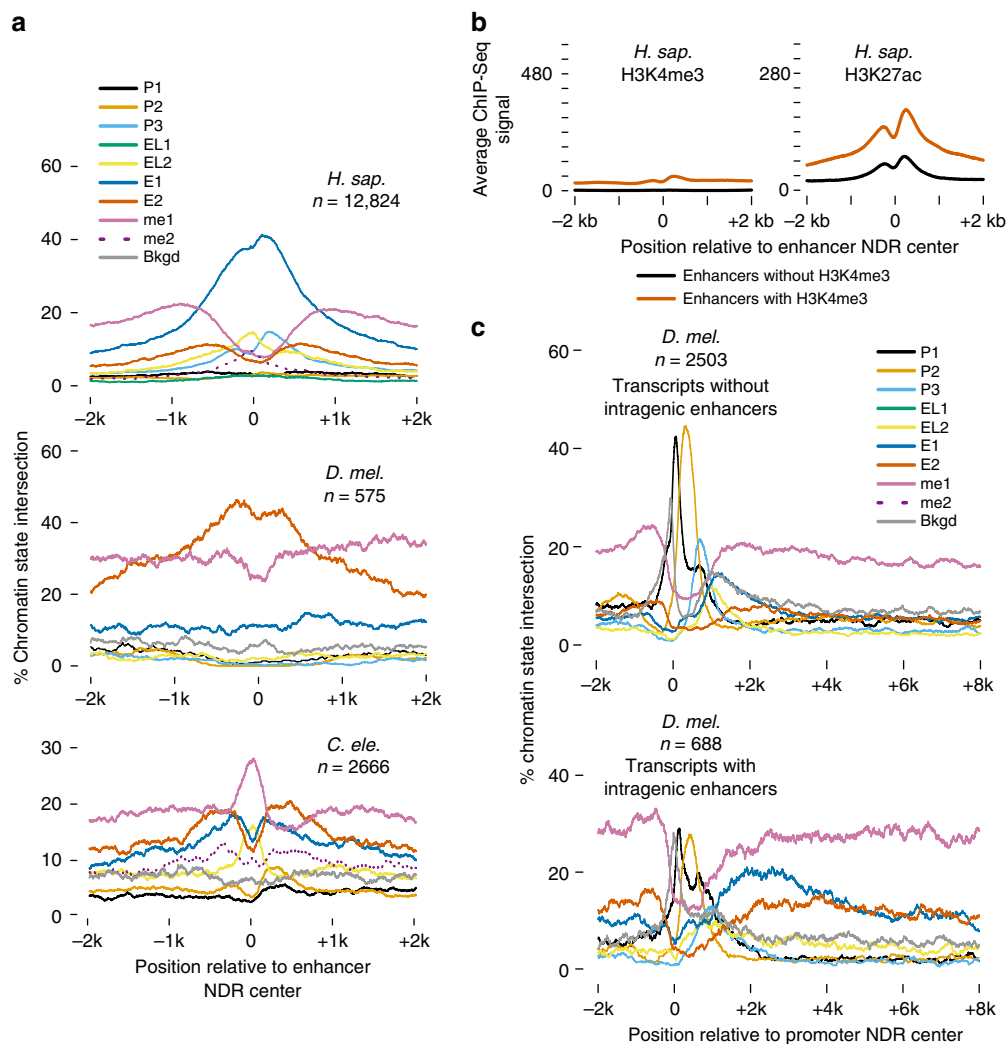 a
P1
P2
P3
EL1
EL2
E1
E2
me1
me2
Bkgd
H. sap.
n = 12,824
60
40
20
0
–2k
–1k
0
+1k
+2k
D. mel.
n = 575
60
40
20
0
–2k
–1k
0
+1k
+2k
C. ele.
n = 2666
30
20
10
0
–2k
–1k
0
+1k
+2k
% Chromatin state intersection
Position relative to enhancer
NDR center
b
Average ChIP-Seq
signal
H. sap.
H3K4me3
480
0
–2 kb
0
+2 kb
H. sap.
H3K27ac
280
0
–2 kb
0
+2 kb
Position relative to enhancer NDR center
Enhancers without H3K4me3
Enhancers with H3K4me3
c
D. mel.
n = 2503
Transcripts without
intragenic enhancers
60
40
20
0
–2k
0
+2k
+4k
+6k
+8k
P1
P2
P3
EL1
EL2
E1
E2
me1
me2
Bkgd
D. mel.
n = 688
Transcripts with
intragenic enhancers
40
20
0
–2k
0
+2k
+4k
+6k
+8k
% chromatin state intersection
Position relative to promoter NDR center